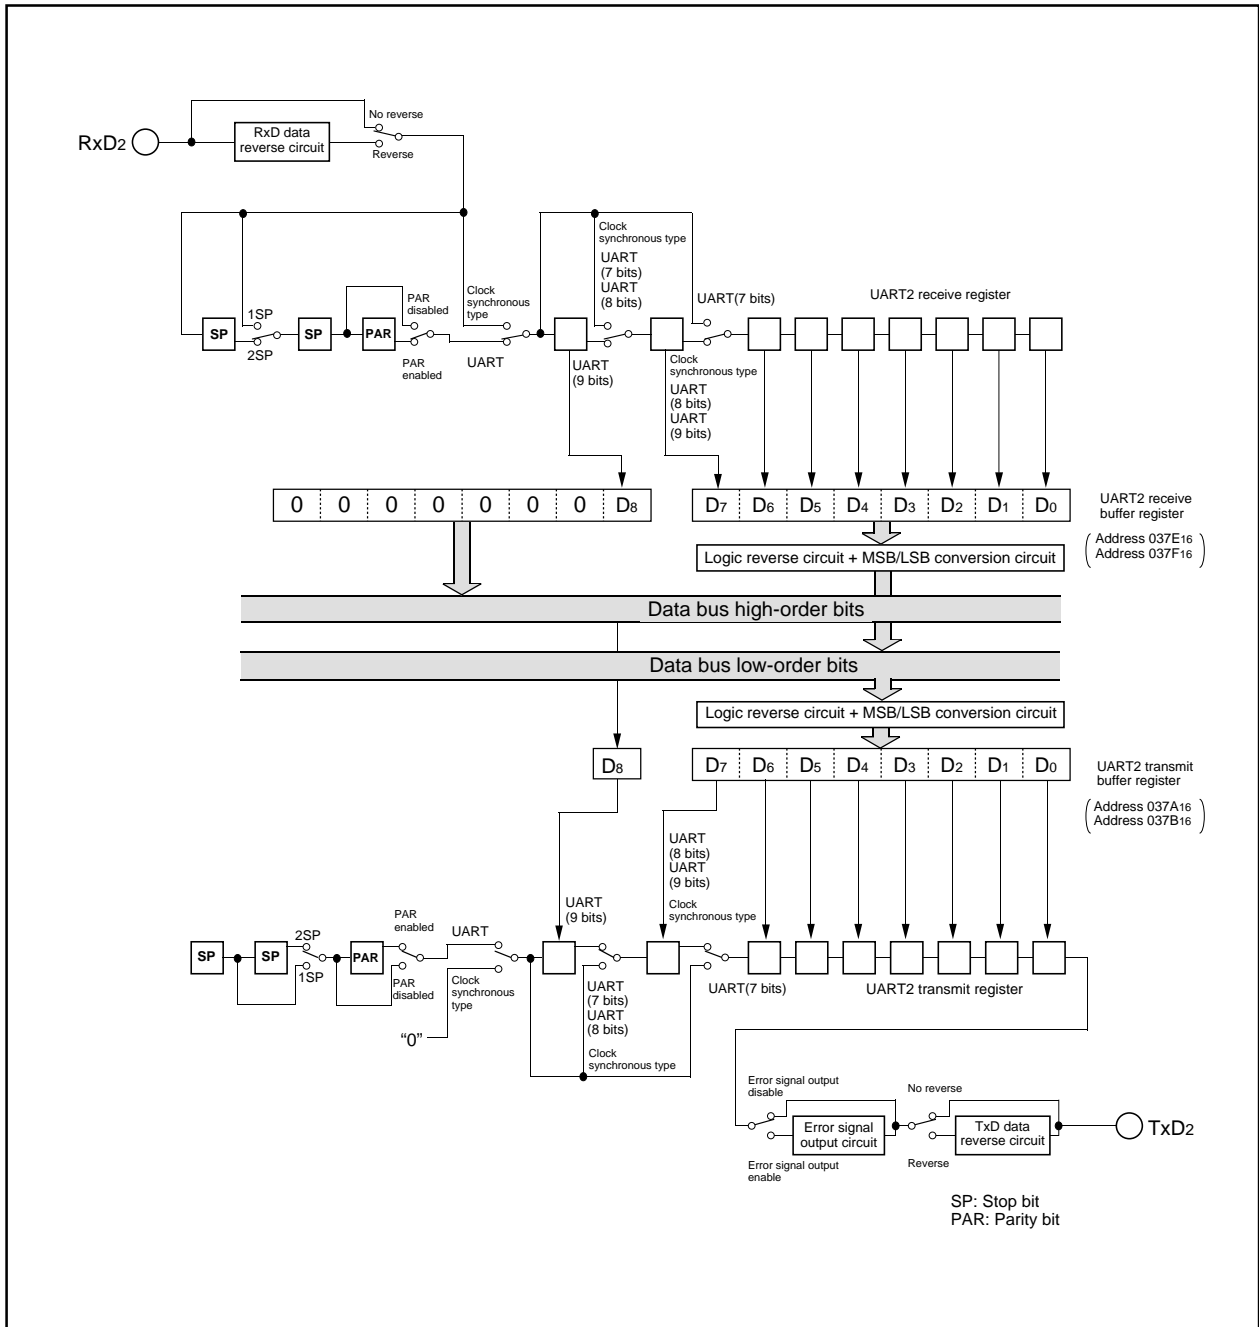 No reverse
RxD2
RxD data
reverse circuit
Reverse
Clock
synchronous type
UART
(7 bits)
UART
(8 bits)
1SP
PAR
disabled
Clock
synchronous
type
UART(7 bits)
UART2 receive register
SP
SP
PAR
2SP
PAR
enabled
UART
UART
(9 bits)
Clock
synchronous type
UART
(8 bits)
UART
(9 bits)
0 0 0 0 0 0 0 D8
D7 D6 D5 D4 D3 D2 D1 D0
UART2 receive
buffer register
Address 037E16
Address 037F16
Logic reverse circuit + MSB/LSB conversion circuit
Data bus high-order bits
Data bus low-order bits
Logic reverse circuit + MSB/LSB conversion circuit
D8
D7 D6 D5 D4 D3 D2 D1 D0
UART2 transmit
buffer register
Address 037A16
Address 037B16
UART
(8 bits)
UART
(9 bits)
Clock
synchronous type
UART
(9 bits)
2SP
PAR
enabled
UART
SP
SP
PAR
1SP
PAR
disabled
Clock
synchronous
type
UART
(7 bits)
UART
(8 bits)
UART(7 bits)
UART2 transmit register
“0”
Clock
synchronous type
Error signal output
disable
No reverse
Error signal
output circuit
TxD data
reverse circuit
TxD2
Error signal output
enable
Reverse
SP: Stop bit
PAR: Parity bit